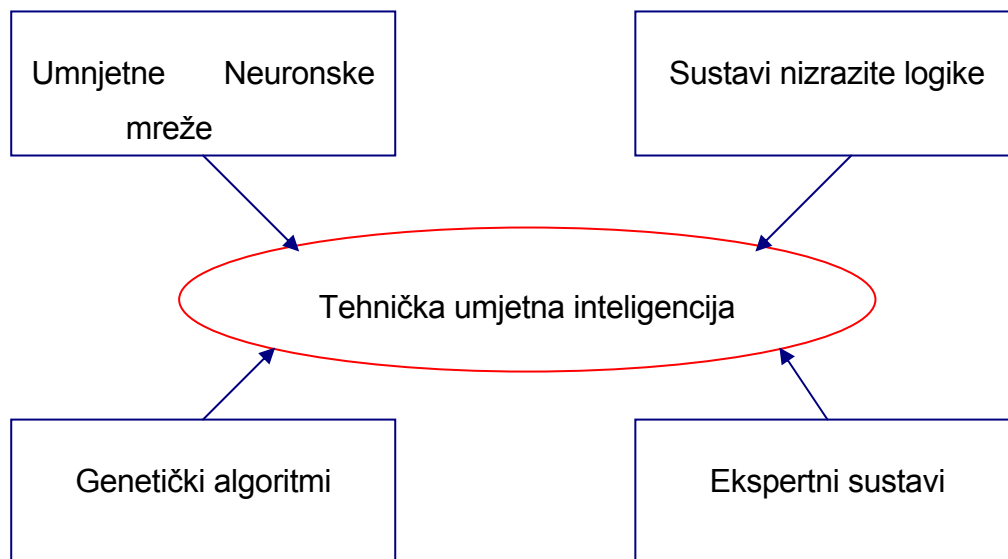 Umnjetne Neuronske
mreže
Sustavi nizrazite logike
Tehnička umjetna inteligencija
Genetički algoritmi
Ekspertni sustavi